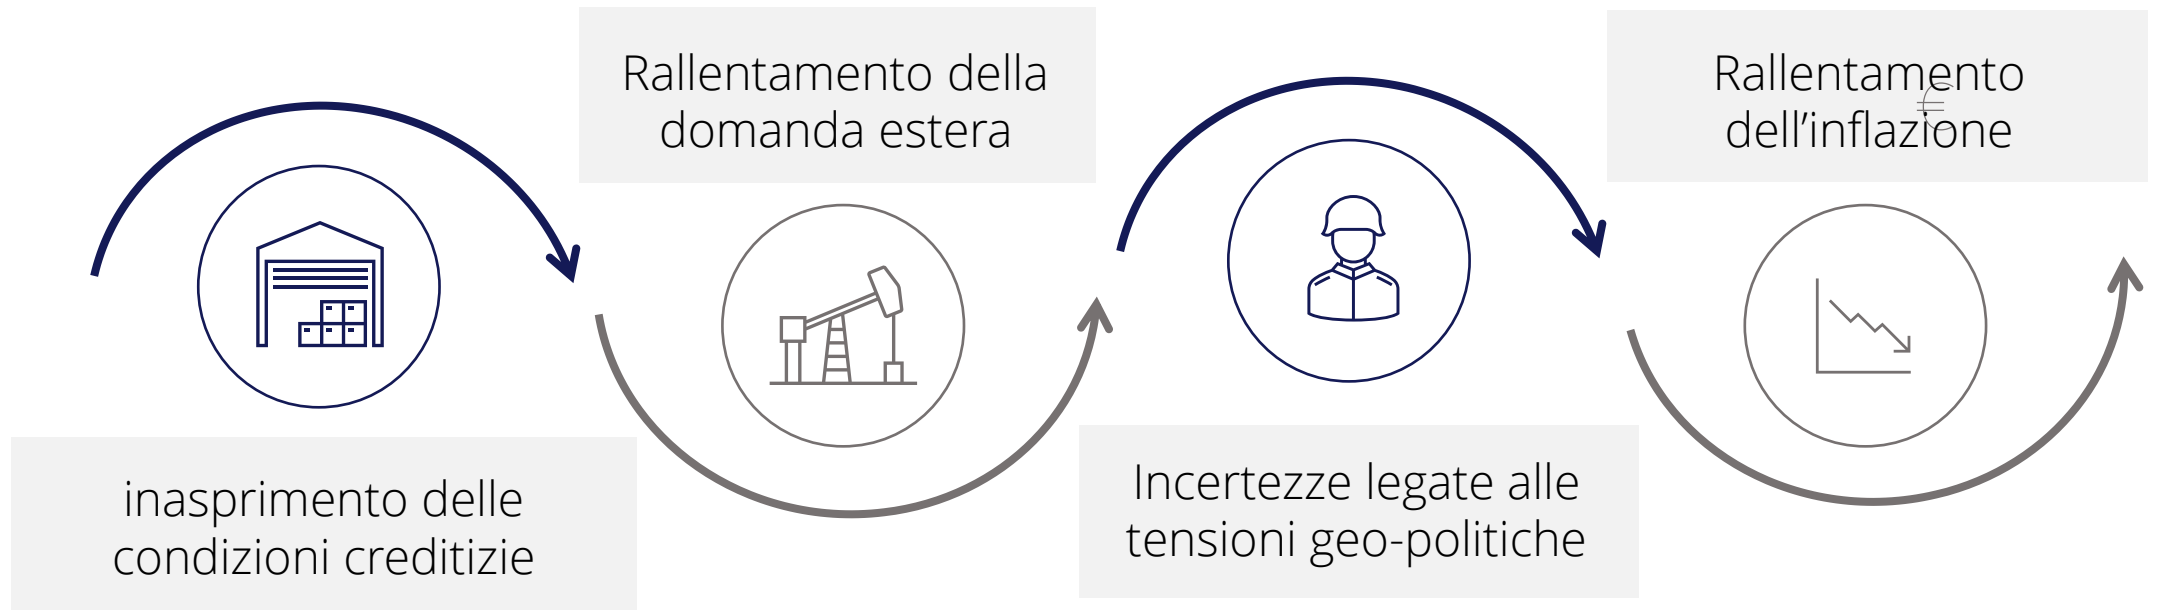 inasprimento delle
condizioni creditizie
Rallentamento della
domanda estera
Incertezze legate alle
tensioni geo-politiche
Rallentamento
dell’inflazione
€